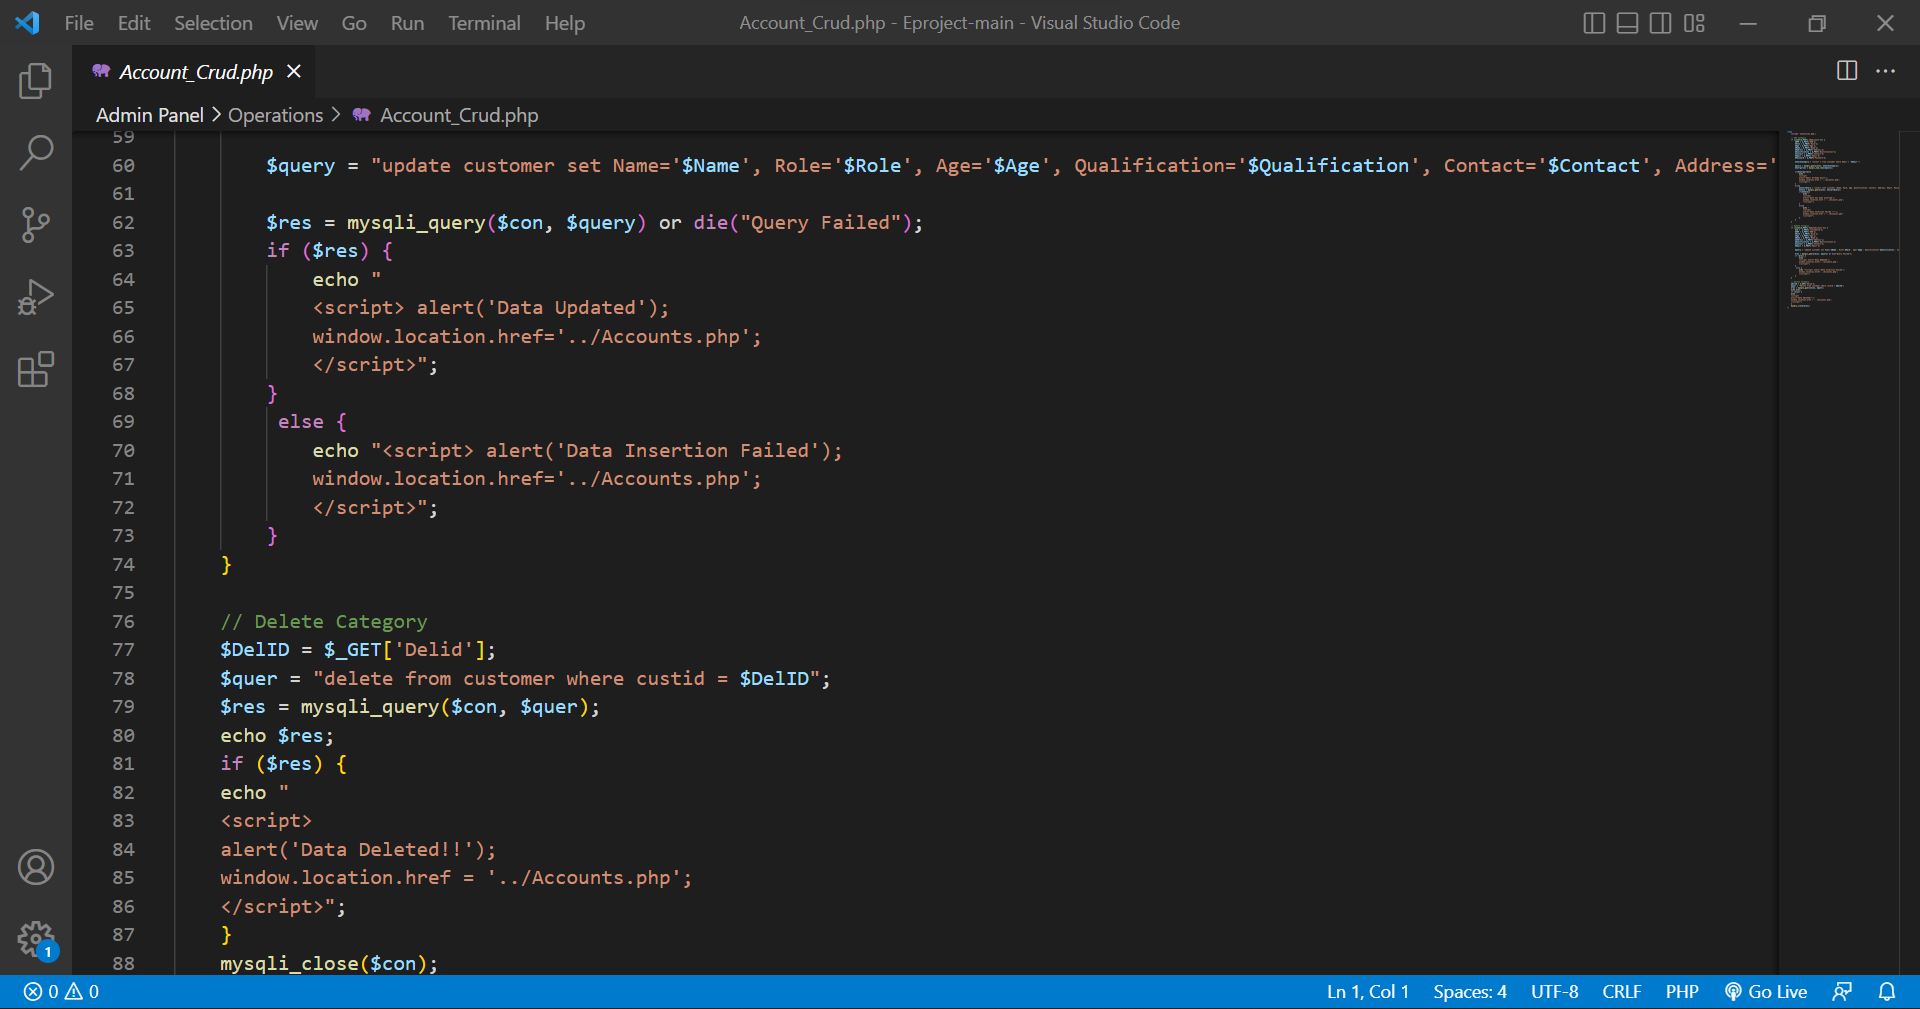 File Edit Selection View Go Run Terminal Help Account_Crud.php - Eproject-main - Visual Studio Code
Account_Crud.php
Admin Panel > Operations > Account_Crud.php
59
60 $query = "update customer set Name='$Name', Role='$Role', Age='$Age', Qualification='$Qualification', Contact='$Contact', Address='
61
62 $res = mysqli_query($con, $query) or die("Query Failed");
63 if ($res) {
64 echo "
65 <script> alert('Data Updated');
66 window.location.href='../Accounts.php';
67 </script>";
68 }
69 else {
70 echo "<script> alert('Data Insertion Failed');
71 window.location.href='../Accounts.php';
72 </script>";
73 }
74 }
75
76 // Delete Category
77 $DelID = $_GET['Delid'];
78 $quer = "delete from customer where custid = $DelID";
79 $res = mysqli_query($con, $quer);
80 echo $res;
81 if ($res) {
82 echo "
83 <script>
84 alert('Data Deleted!!');
85 window.location.href = '../Accounts.php';
86 </script>";
87 }
88 mysqli_close($con);
1
0 0 Ln 1, Col 1 Spaces: 4 UTF-8 CRLF PHP Go Live